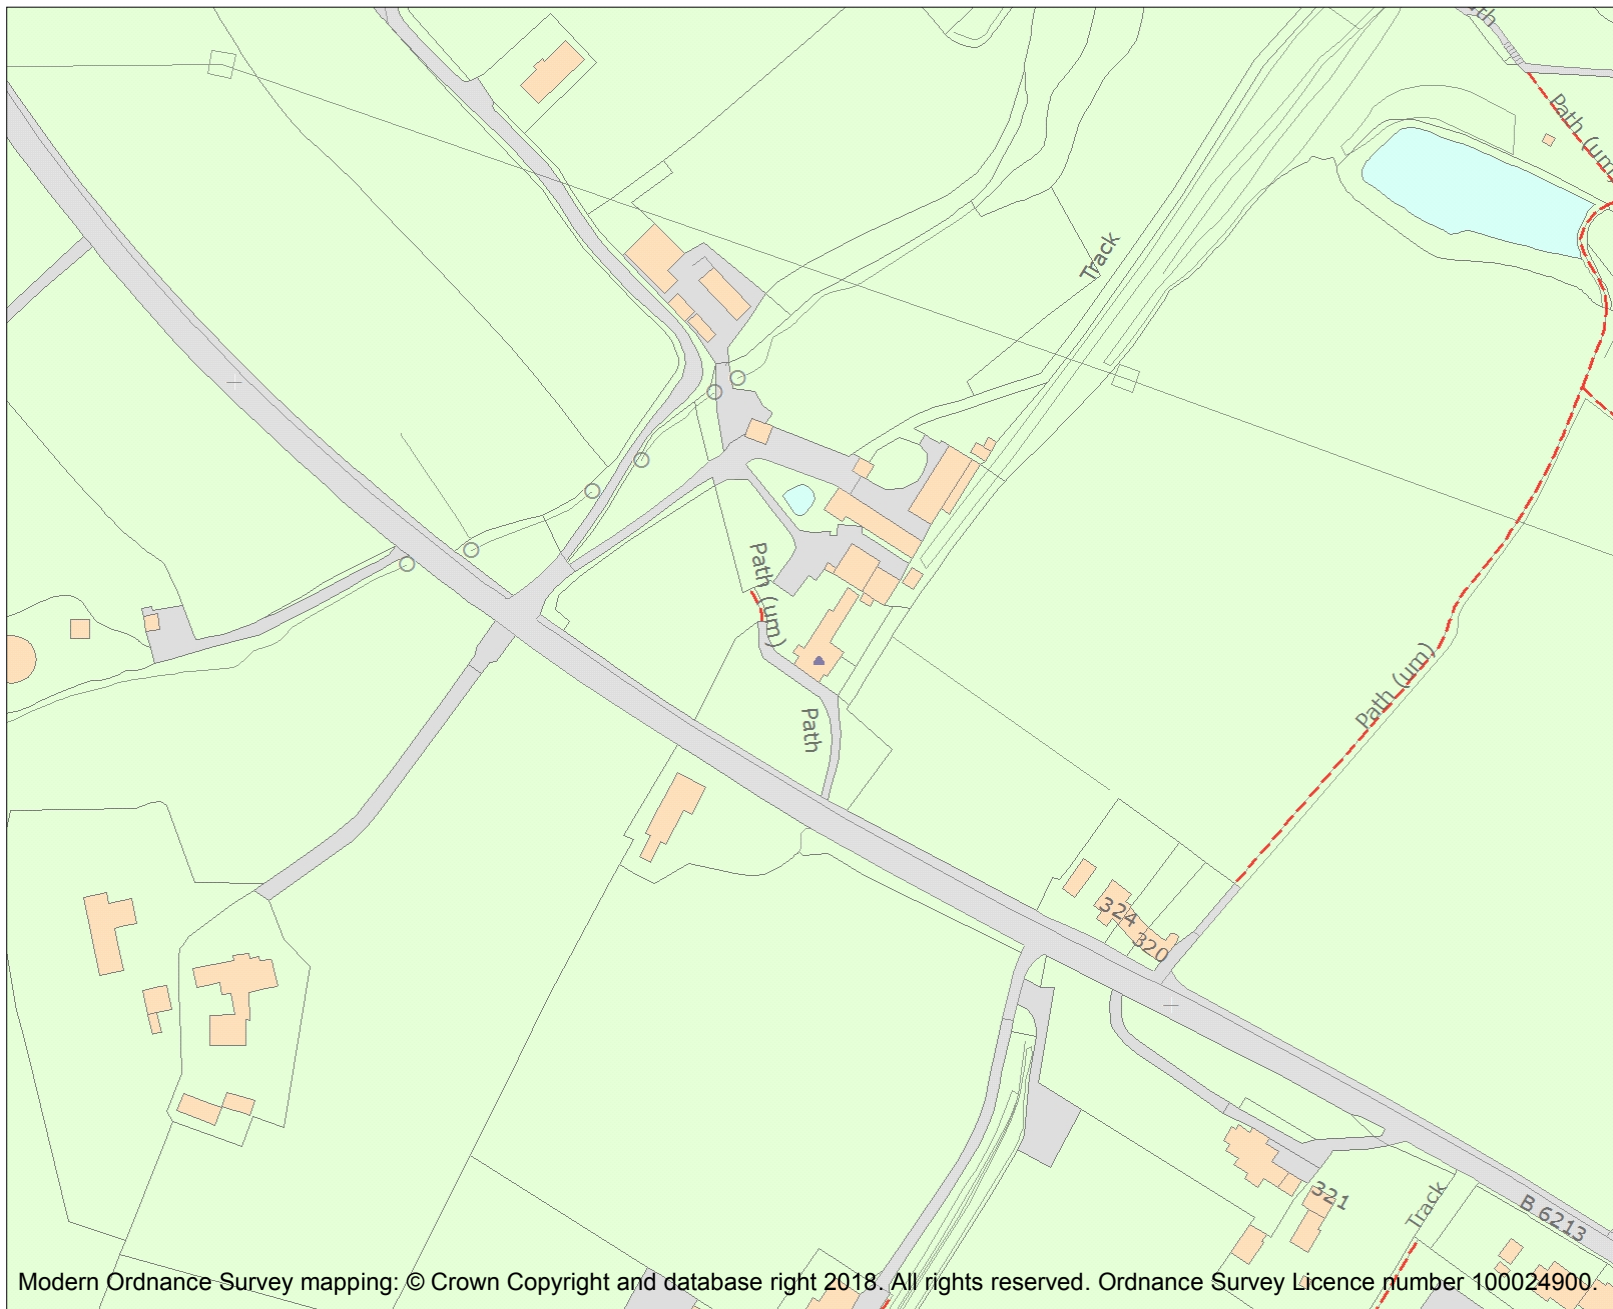 Path (um)
Track
Path (um)
Path (um)
Path
324
320
321
Track
B 6213
Modern Ordnance Survey mapping: © Crown Copyright and database right 2018. All rights reserved. Ordnance Survey Licence number 100024900.